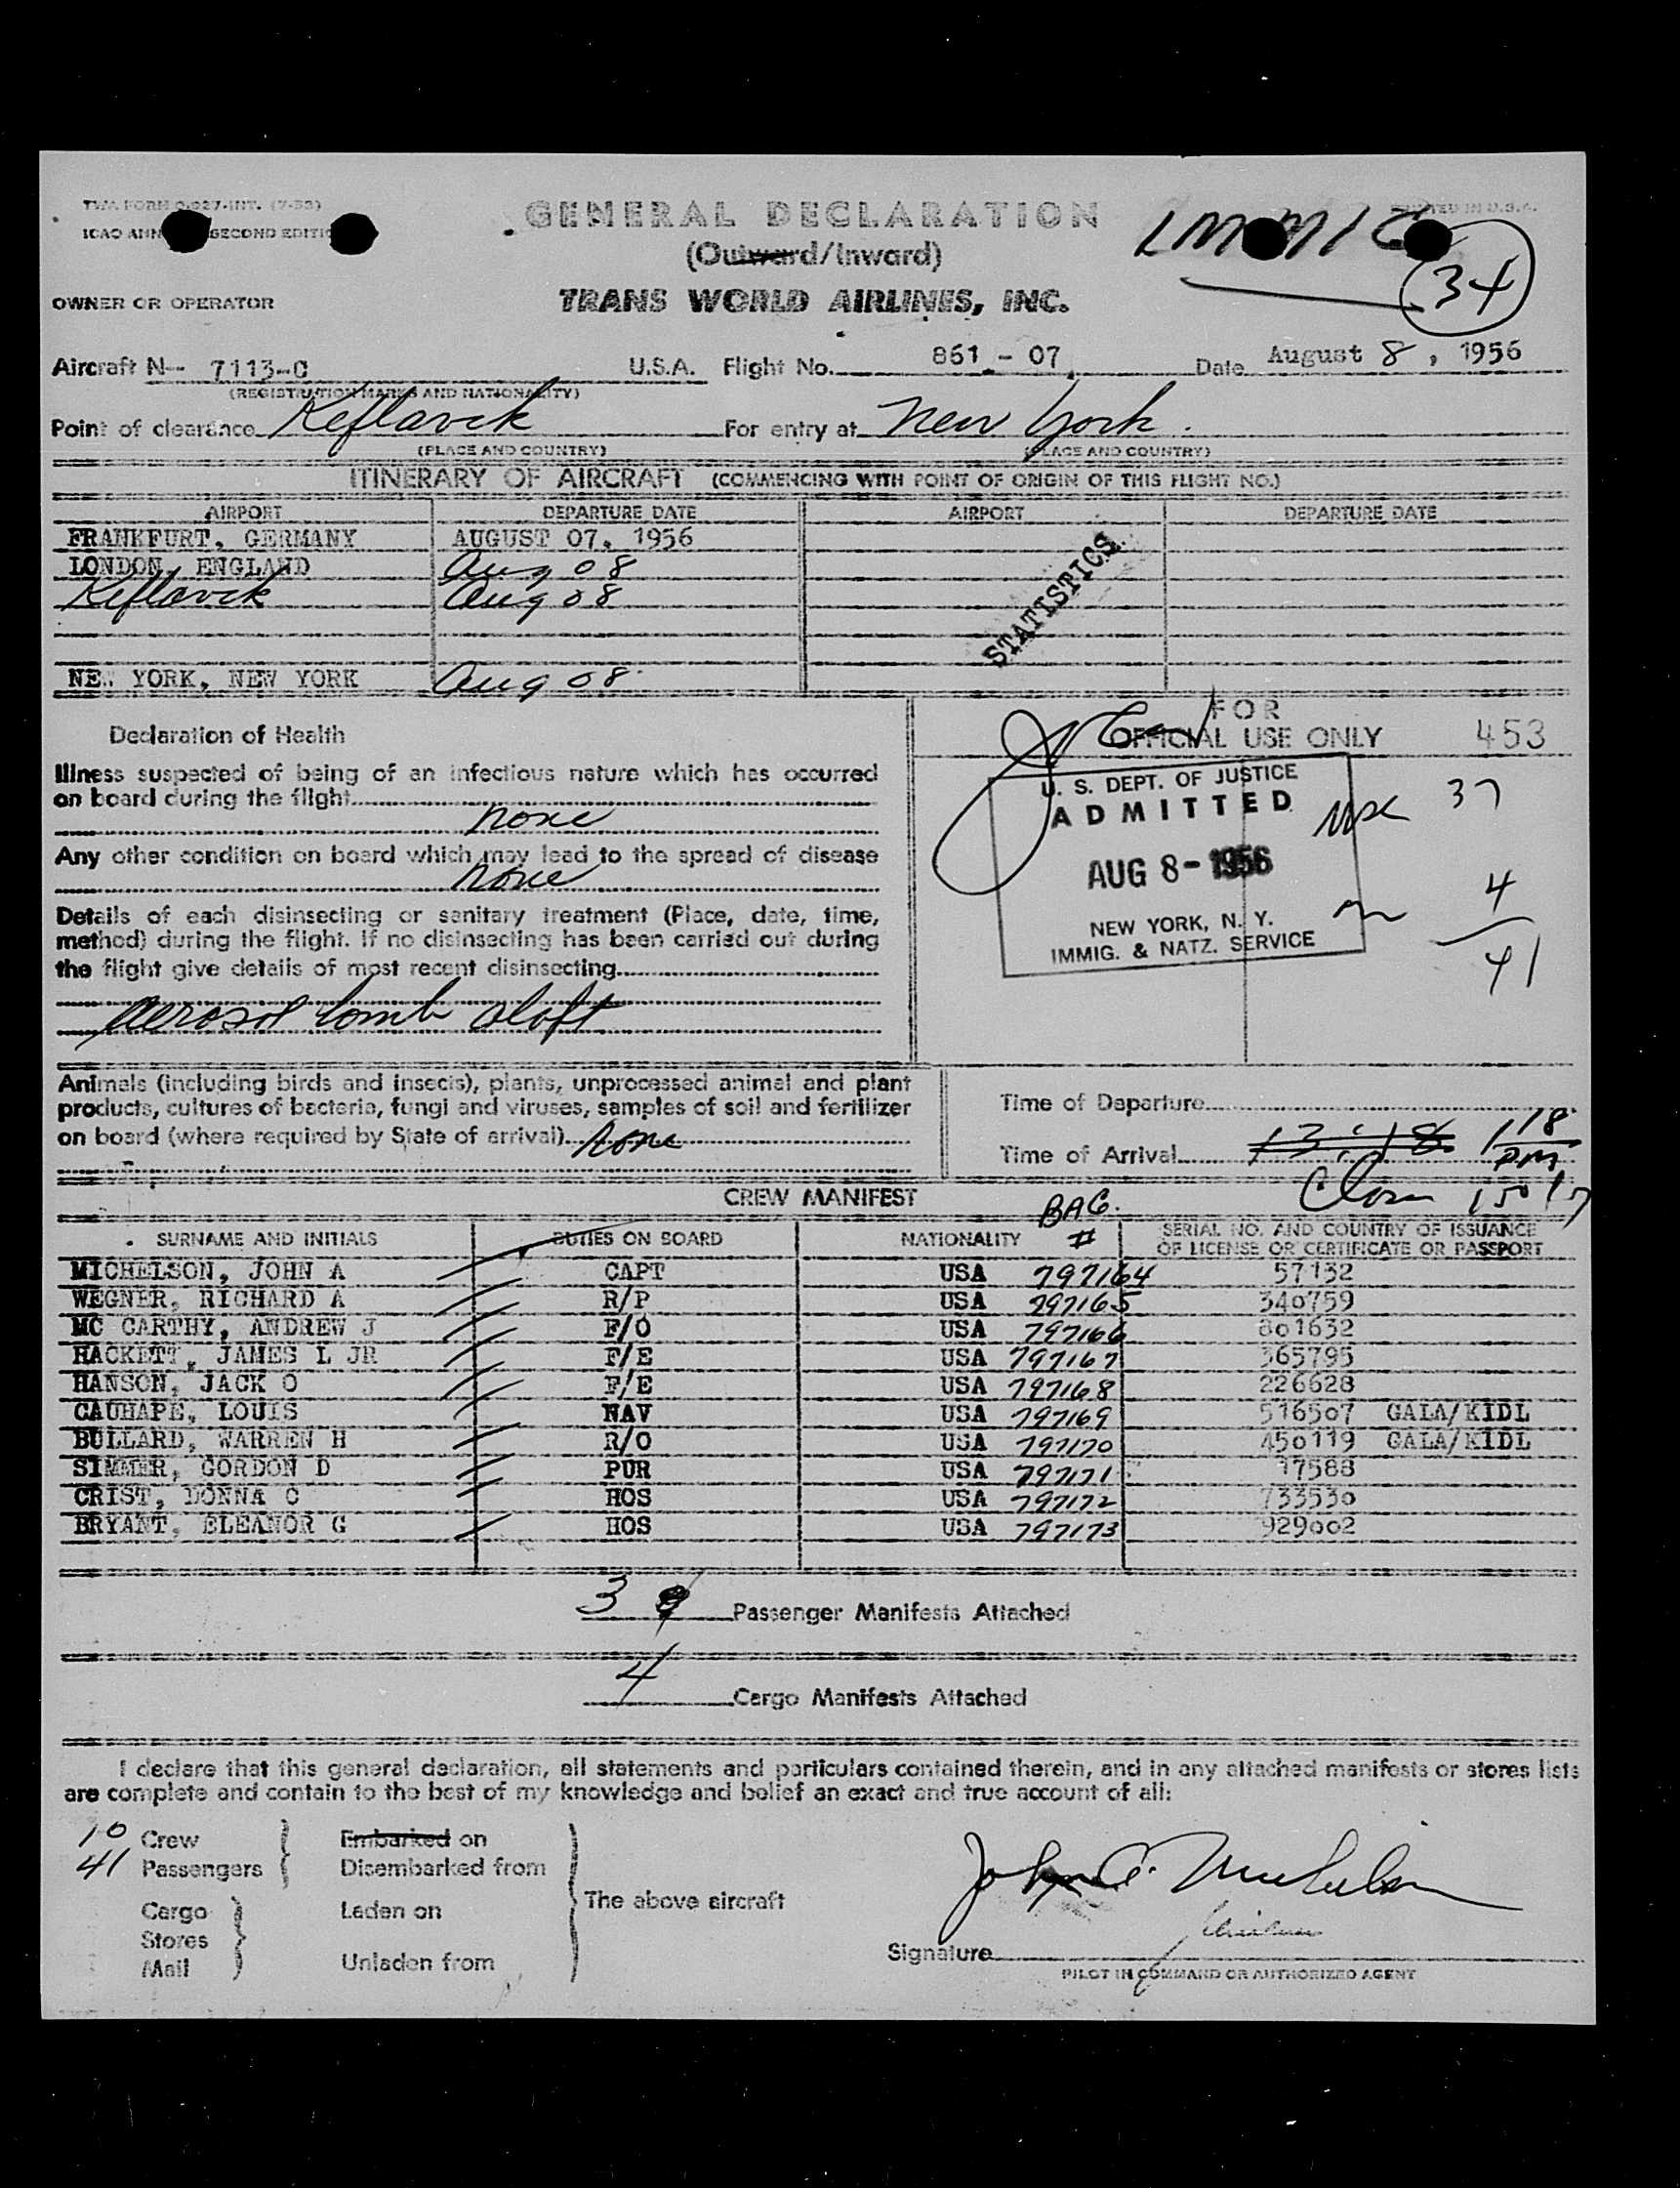 TWA FORM O-027-INT. (7-53)
PRINTED IN U.S.A.
ICAO ANN SECOND EDITIO
GENERAL DECLARATION
(Outward/Inward)
34
OWNER OR OPERATOR
TRANS WORLD AIRLINES, INC.
Aircraft N-- 7113-C U.S.A. Flight No. 861 - 07 Date August 8, 1956
(REGISTRATION MARKS AND NATIONALITY)
Point of clearance Keflavik For entry at New York.
(PLACE AND COUNTRY) (PLACE AND COUNTRY)
ITINERARY OF AIRCRAFT (COMMENCING WITH POINT OF ORIGIN OF THIS FLIGHT NO.)
AIRPORT DEPARTURE DATE AIRPORT DEPARTURE DATE
FRANKFURT, GERMANY AUGUST 07, 1956
LONDON, ENGLAND Aug 08
Keflavik Aug 08
STATISTICS
NEW YORK, NEW YORK Aug 08
Declaration of Health
Illness suspected of being of an infectious nature which has occurred
on board during the flight
none
Any other condition on board which may lead to the spread of disease
none
Details of each disinsecting or sanitary treatment (Place, date, time,
method) during the flight. If no disinsecting has been carried out during
the flight give details of most recent disinsecting
aerosol bomb aloft
FOR
OFFICIAL USE ONLY 453
U. S. DEPT. OF JUSTICE
ADMITTED
AUG 8 - 1956
NEW YORK, N. Y.
IMMIG. & NATZ. SERVICE
37
4
41
Animals (including birds and insects), plants, unprocessed animal and plant
products, cultures of bacteria, fungi and viruses, samples of soil and fertilizer
on board (where required by State of arrival) none
Time of Departure
Time of Arrival 13:18 118 PM
CREW MANIFEST
BAG. #
SURNAME AND INITIALS DUTIES ON BOARD NATIONALITY SERIAL NO. AND COUNTRY OF ISSUANCE
OF LICENSE OR CERTIFICATE OR PASSPORT
MICHELSON, JOHN A CAPT USA 797164 57132
WEGNER, RICHARD A R/P USA 797165 340759
MC CARTHY, ANDREW J F/O USA 797166 801632
HACKETT, JAMES L JR F/E USA 797167 365795
HANSON, JACK O F/E USA 797168 226628
CAUHAPE, LOUIS NAV USA 797169 516507 GALA/KIDL
BULLARD, WARREN H R/O USA 797170 450119 GALA/KIDL
SIMMER, GORDON D PUR USA 797171 17588
CRIST, DONNA C HOS USA 797172 733530
BRYANT, ELEANOR G HOS USA 797173 929002
3 Passenger Manifests Attached
4 Cargo Manifests Attached
I declare that this general declaration, all statements and particulars contained therein, and in any attached manifests or stores lists
are complete and contain to the best of my knowledge and belief an exact and true account of all:
10 Crew Embarked on
41 Passengers Disembarked from
The above aircraft
Cargo Laden on
Stores
Mail Unladen from
John A. Michelson
Signature
PILOT IN COMMAND OR AUTHORIZED AGENT